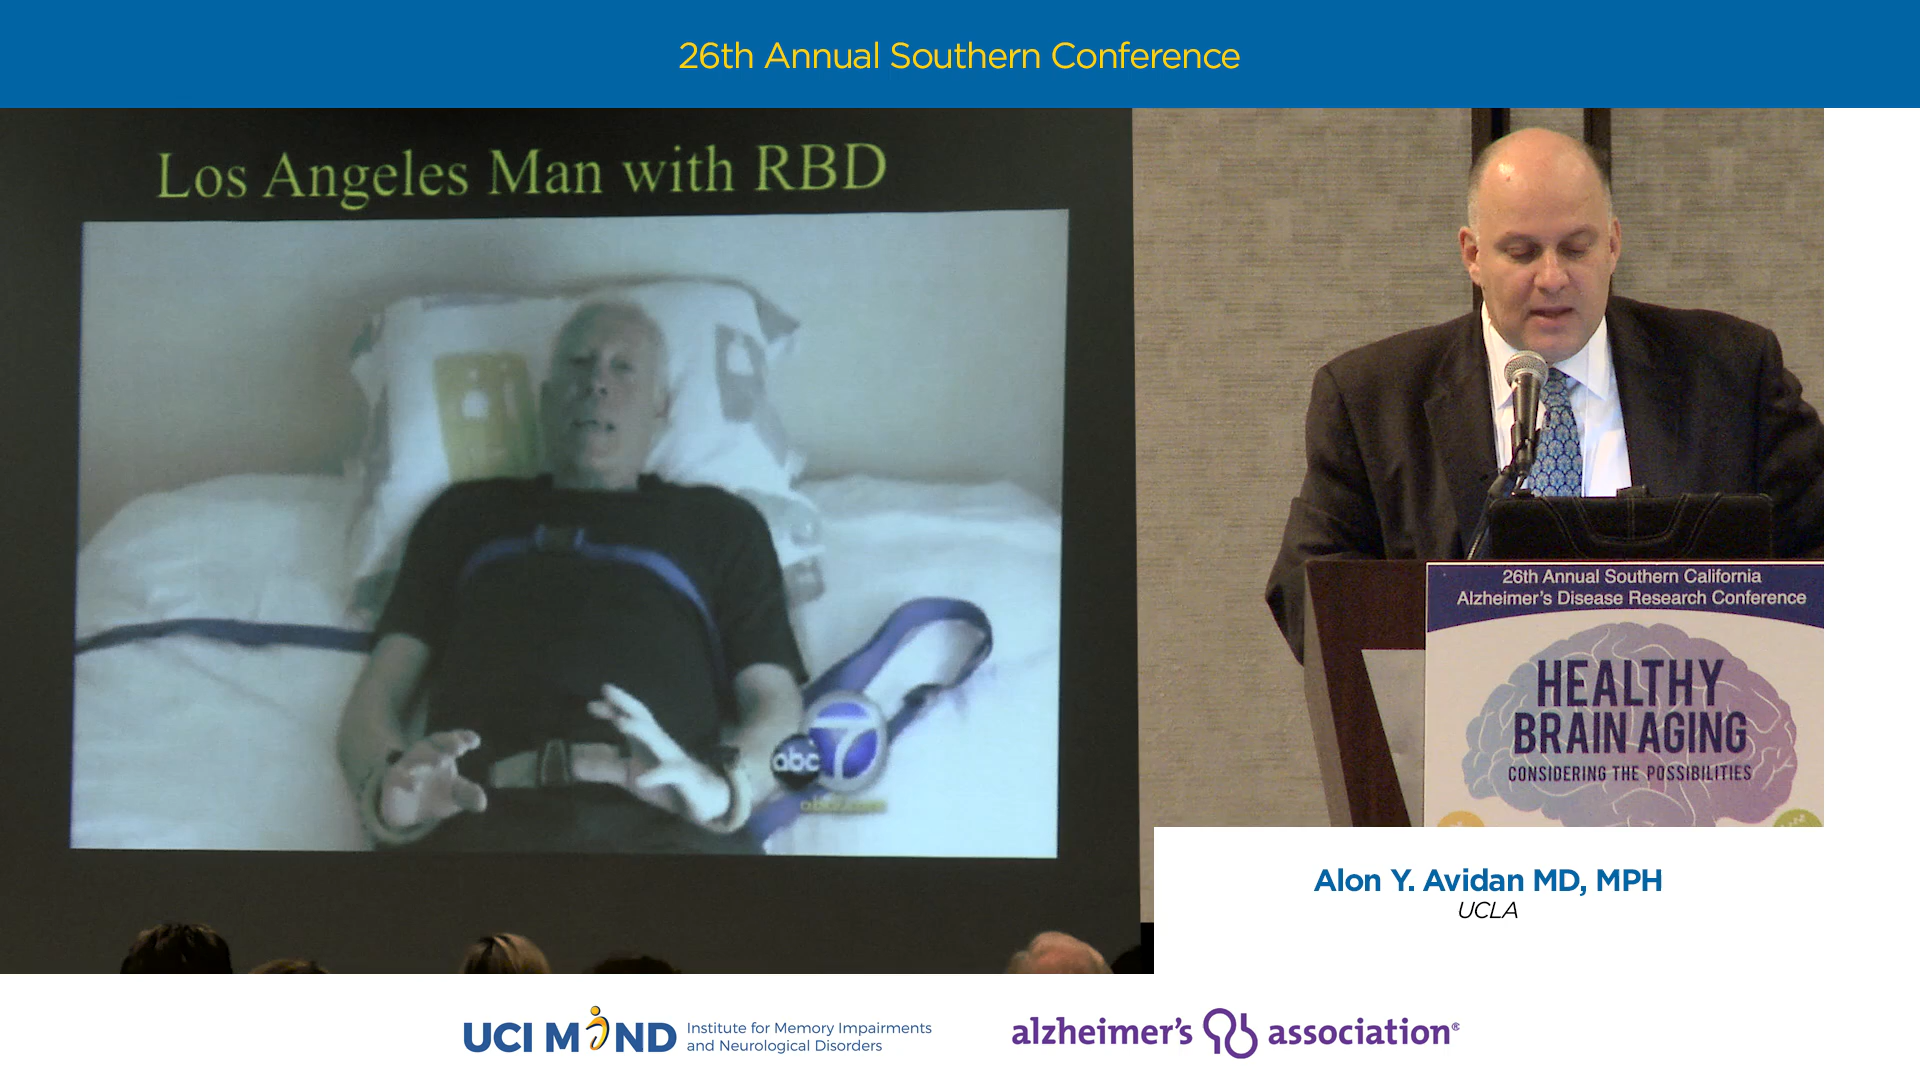 26th Annual Southern Conference
Los Angeles Man with RBD
abc 7
26th Annual Southern California
Alzheimer's Disease Research Conference
HEALTHY
BRAIN AGING
CONSIDERING THE POSSIBILITIES
Alon Y. Avidan MD, MPH
UCLA
UCI MIND
Institute for Memory Impairments
and Neurological Disorders
alzheimer's association®